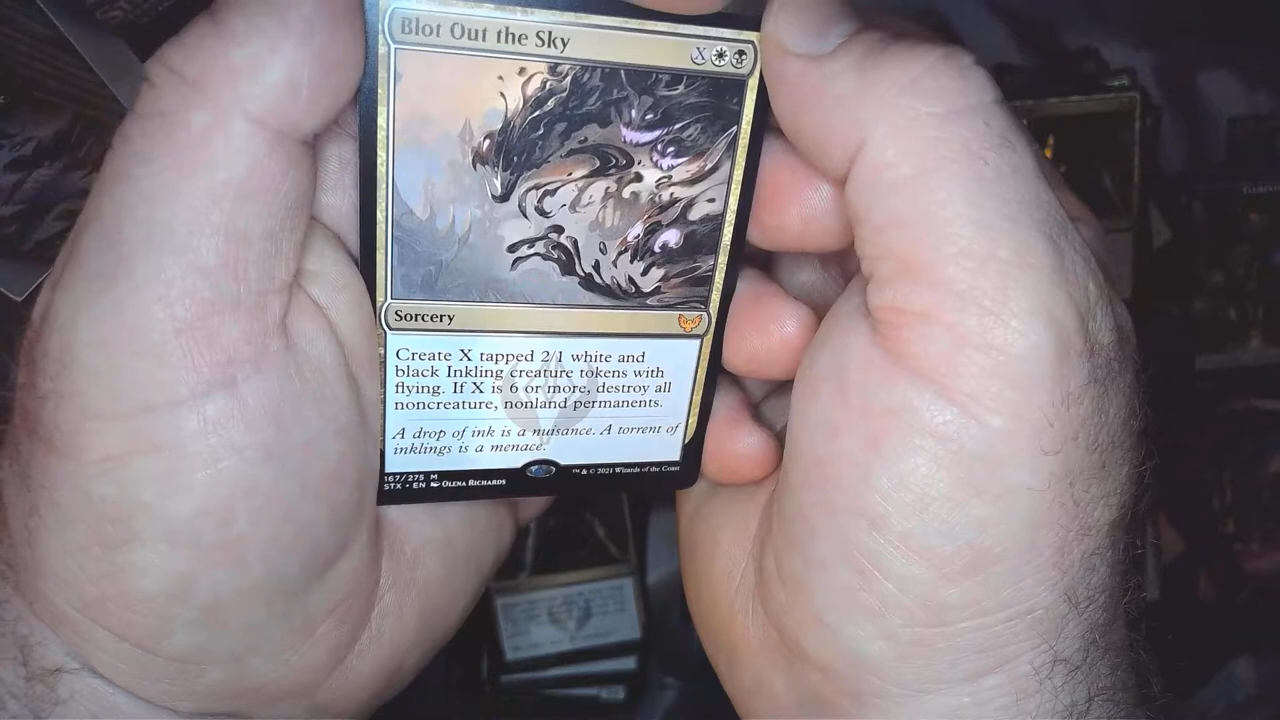 Blot Out the Sky
X
Sorcery
Create X tapped 2/1 white and
black Inkling creature tokens with
flying. If X is 6 or more, destroy all
noncreature, nonland permanents.
A drop of ink is a nuisance. A torrent of
inklings is a menace.
167/275 M
STX • EN Olena Richards
™ & © 2021 Wizards of the Coast